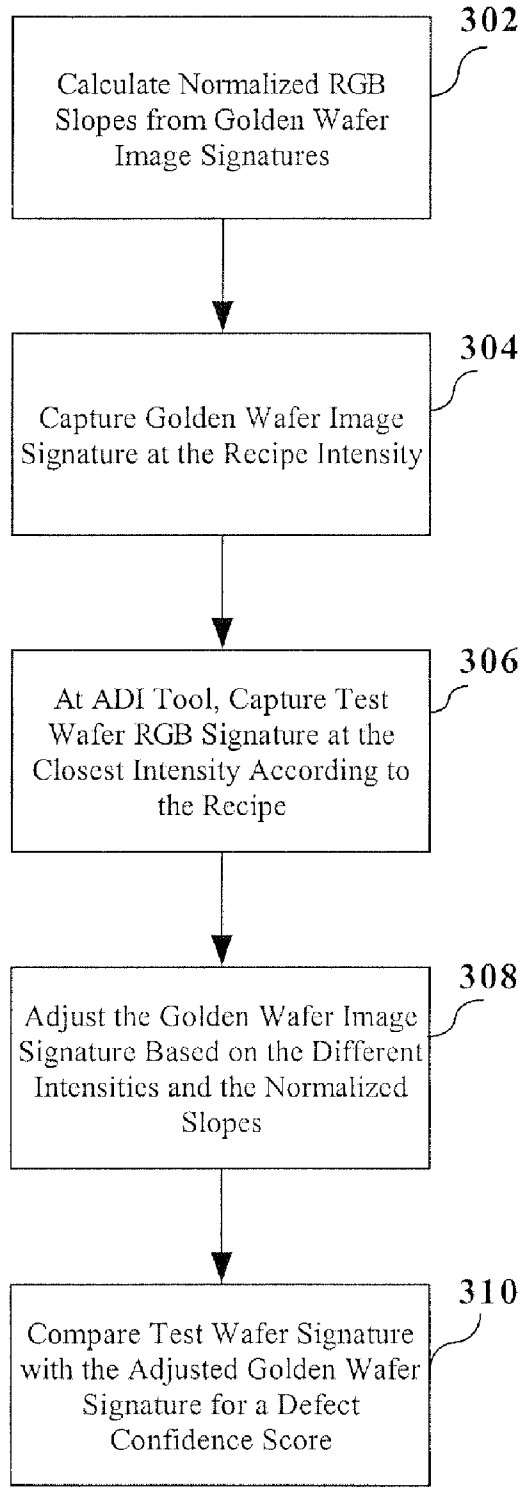 302
Calculate Normalized RGB
Slopes from Golden Wafer
Image Signatures
304
Capture Golden Wafer Image
Signature at the Recipe Intensity
306
At ADI Tool, Capture Test
Wafer RGB Signature at the
Closest Intensity According to
the Recipe
308
Adjust the Golden Wafer Image
Signature Based on the Different
Intensities and the Normalized
Slopes
310
Compare Test Wafer Signature
with the Adjusted Golden Wafer
Signature for a Defect
Confidence Score